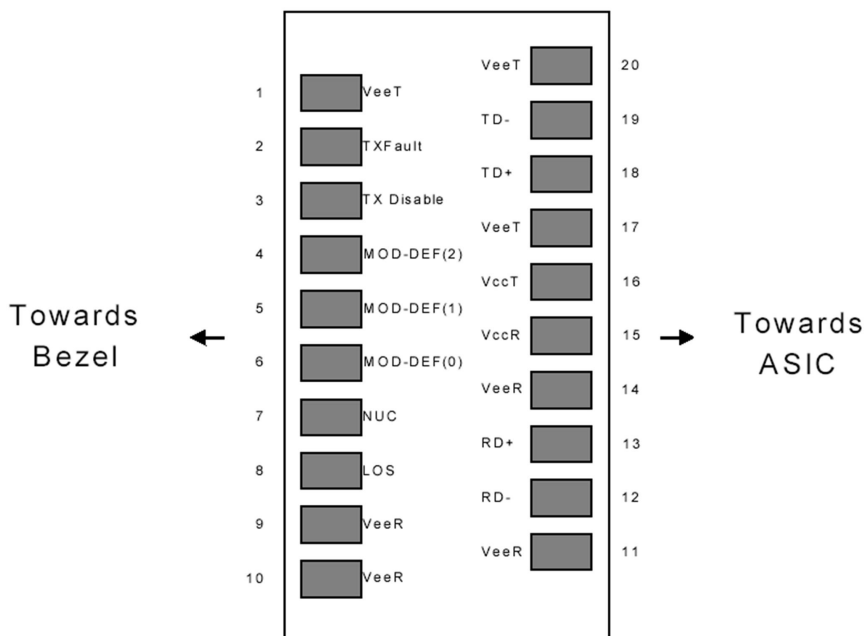 VeeT 20
1 VeeT
TD- 19
2 TXFault
TD+ 18
3 TX Disable
VeeT 17
4 MOD-DEF(2)
VccT 16
5 MOD-DEF(1)
Towards
Bezel
VccR 15
Towards
ASIC
6 MOD-DEF(0)
VeeR 14
7 NUC
RD+ 13
8 LOS
RD- 12
9 VeeR
VeeR 11
10 VeeR